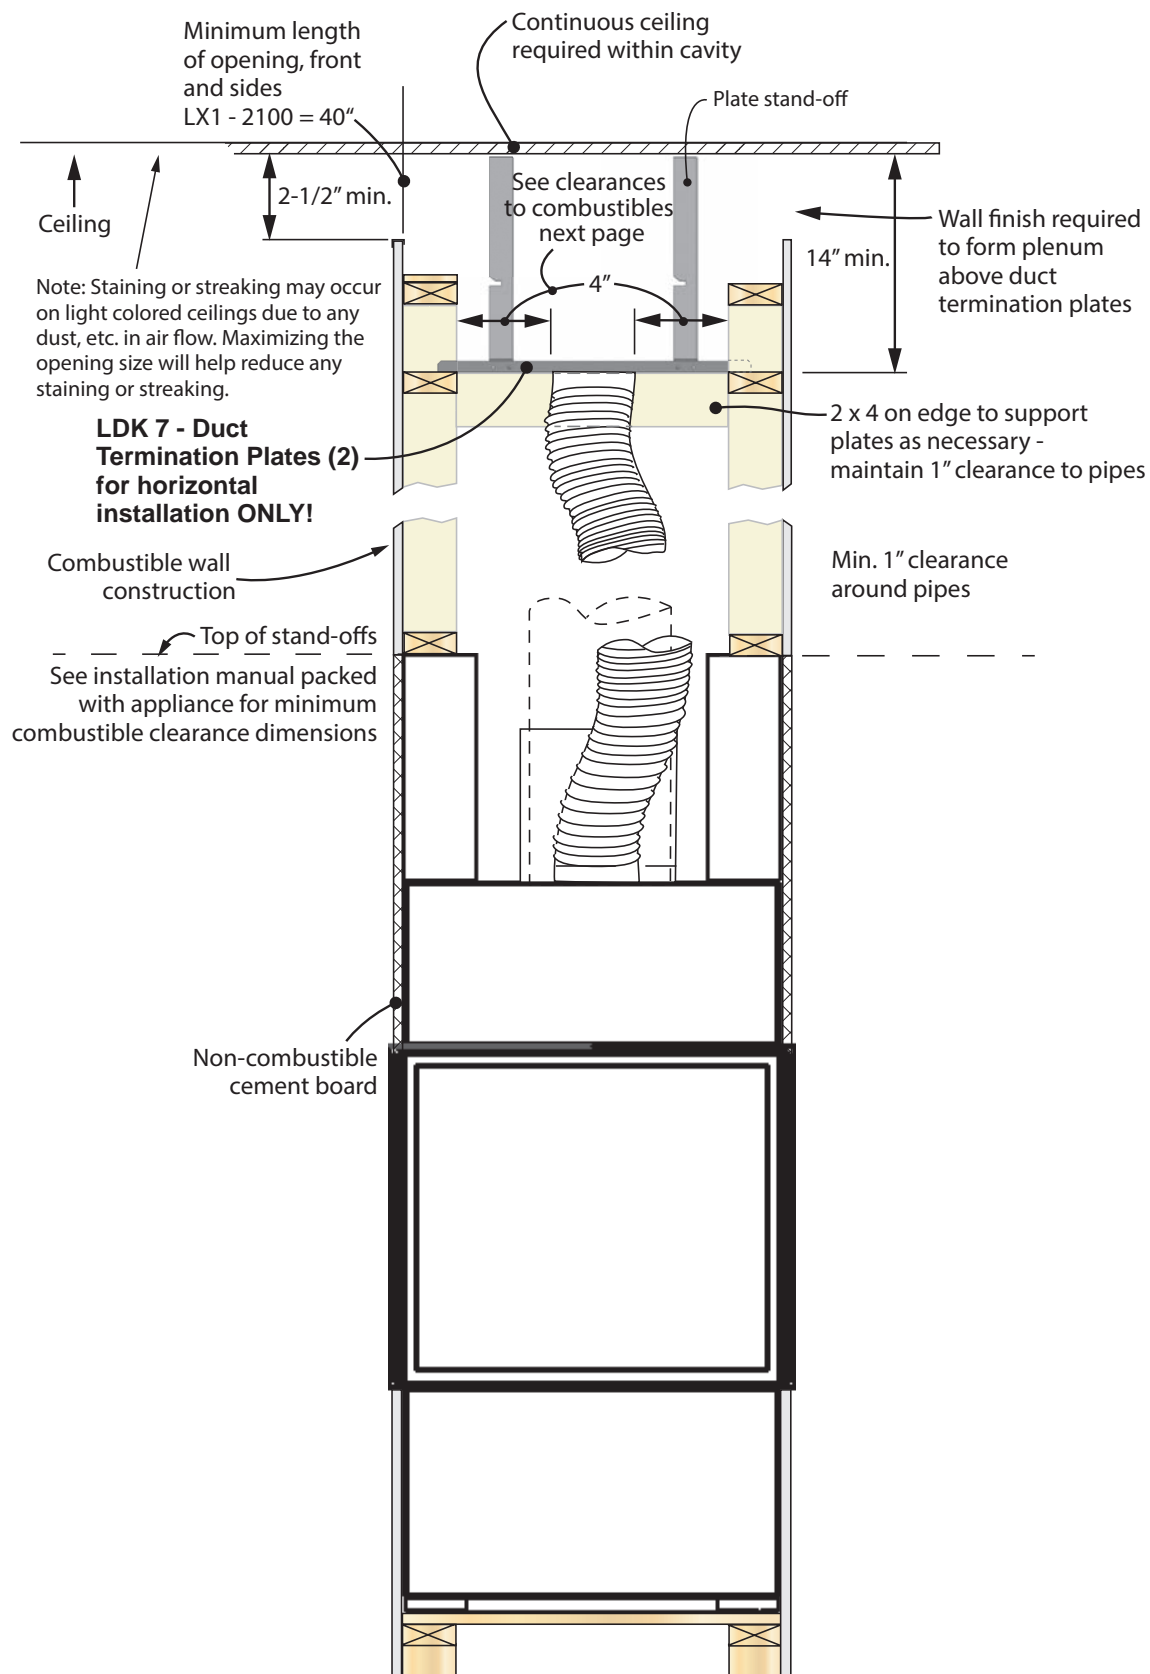 Minimum length
of opening, front
and sides
LX1 - 2100 = 40“
Continuous ceiling
required within cavity
Plate stand-off
Ceiling
2-1/2” min.
See clearances
to combustibles
next page
4”
14” min.
Wall finish required
to form plenum
above duct
termination plates
Note: Staining or streaking may occur
on light colored ceilings due to any
dust, etc. in air flow. Maximizing the
opening size will help reduce any
staining or streaking.
LDK 7 - Duct
Termination Plates (2)
for horizontal
installation ONLY!
2 x 4 on edge to support
plates as necessary -
maintain 1” clearance to pipes
Combustible wall
construction
Min. 1” clearance
around pipes
Top of stand-offs
See installation manual packed
with appliance for minimum
combustible clearance dimensions
Non-combustible
cement board